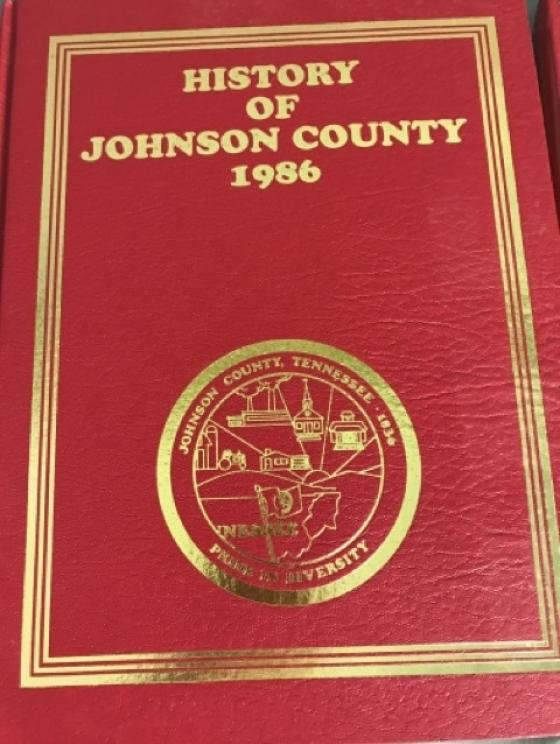 HISTORY
OF
JOHNSON COUNTY
1986
JOHNSON COUNTY, TENNESSEE · 1836
PRIDE IN DIVERSITY